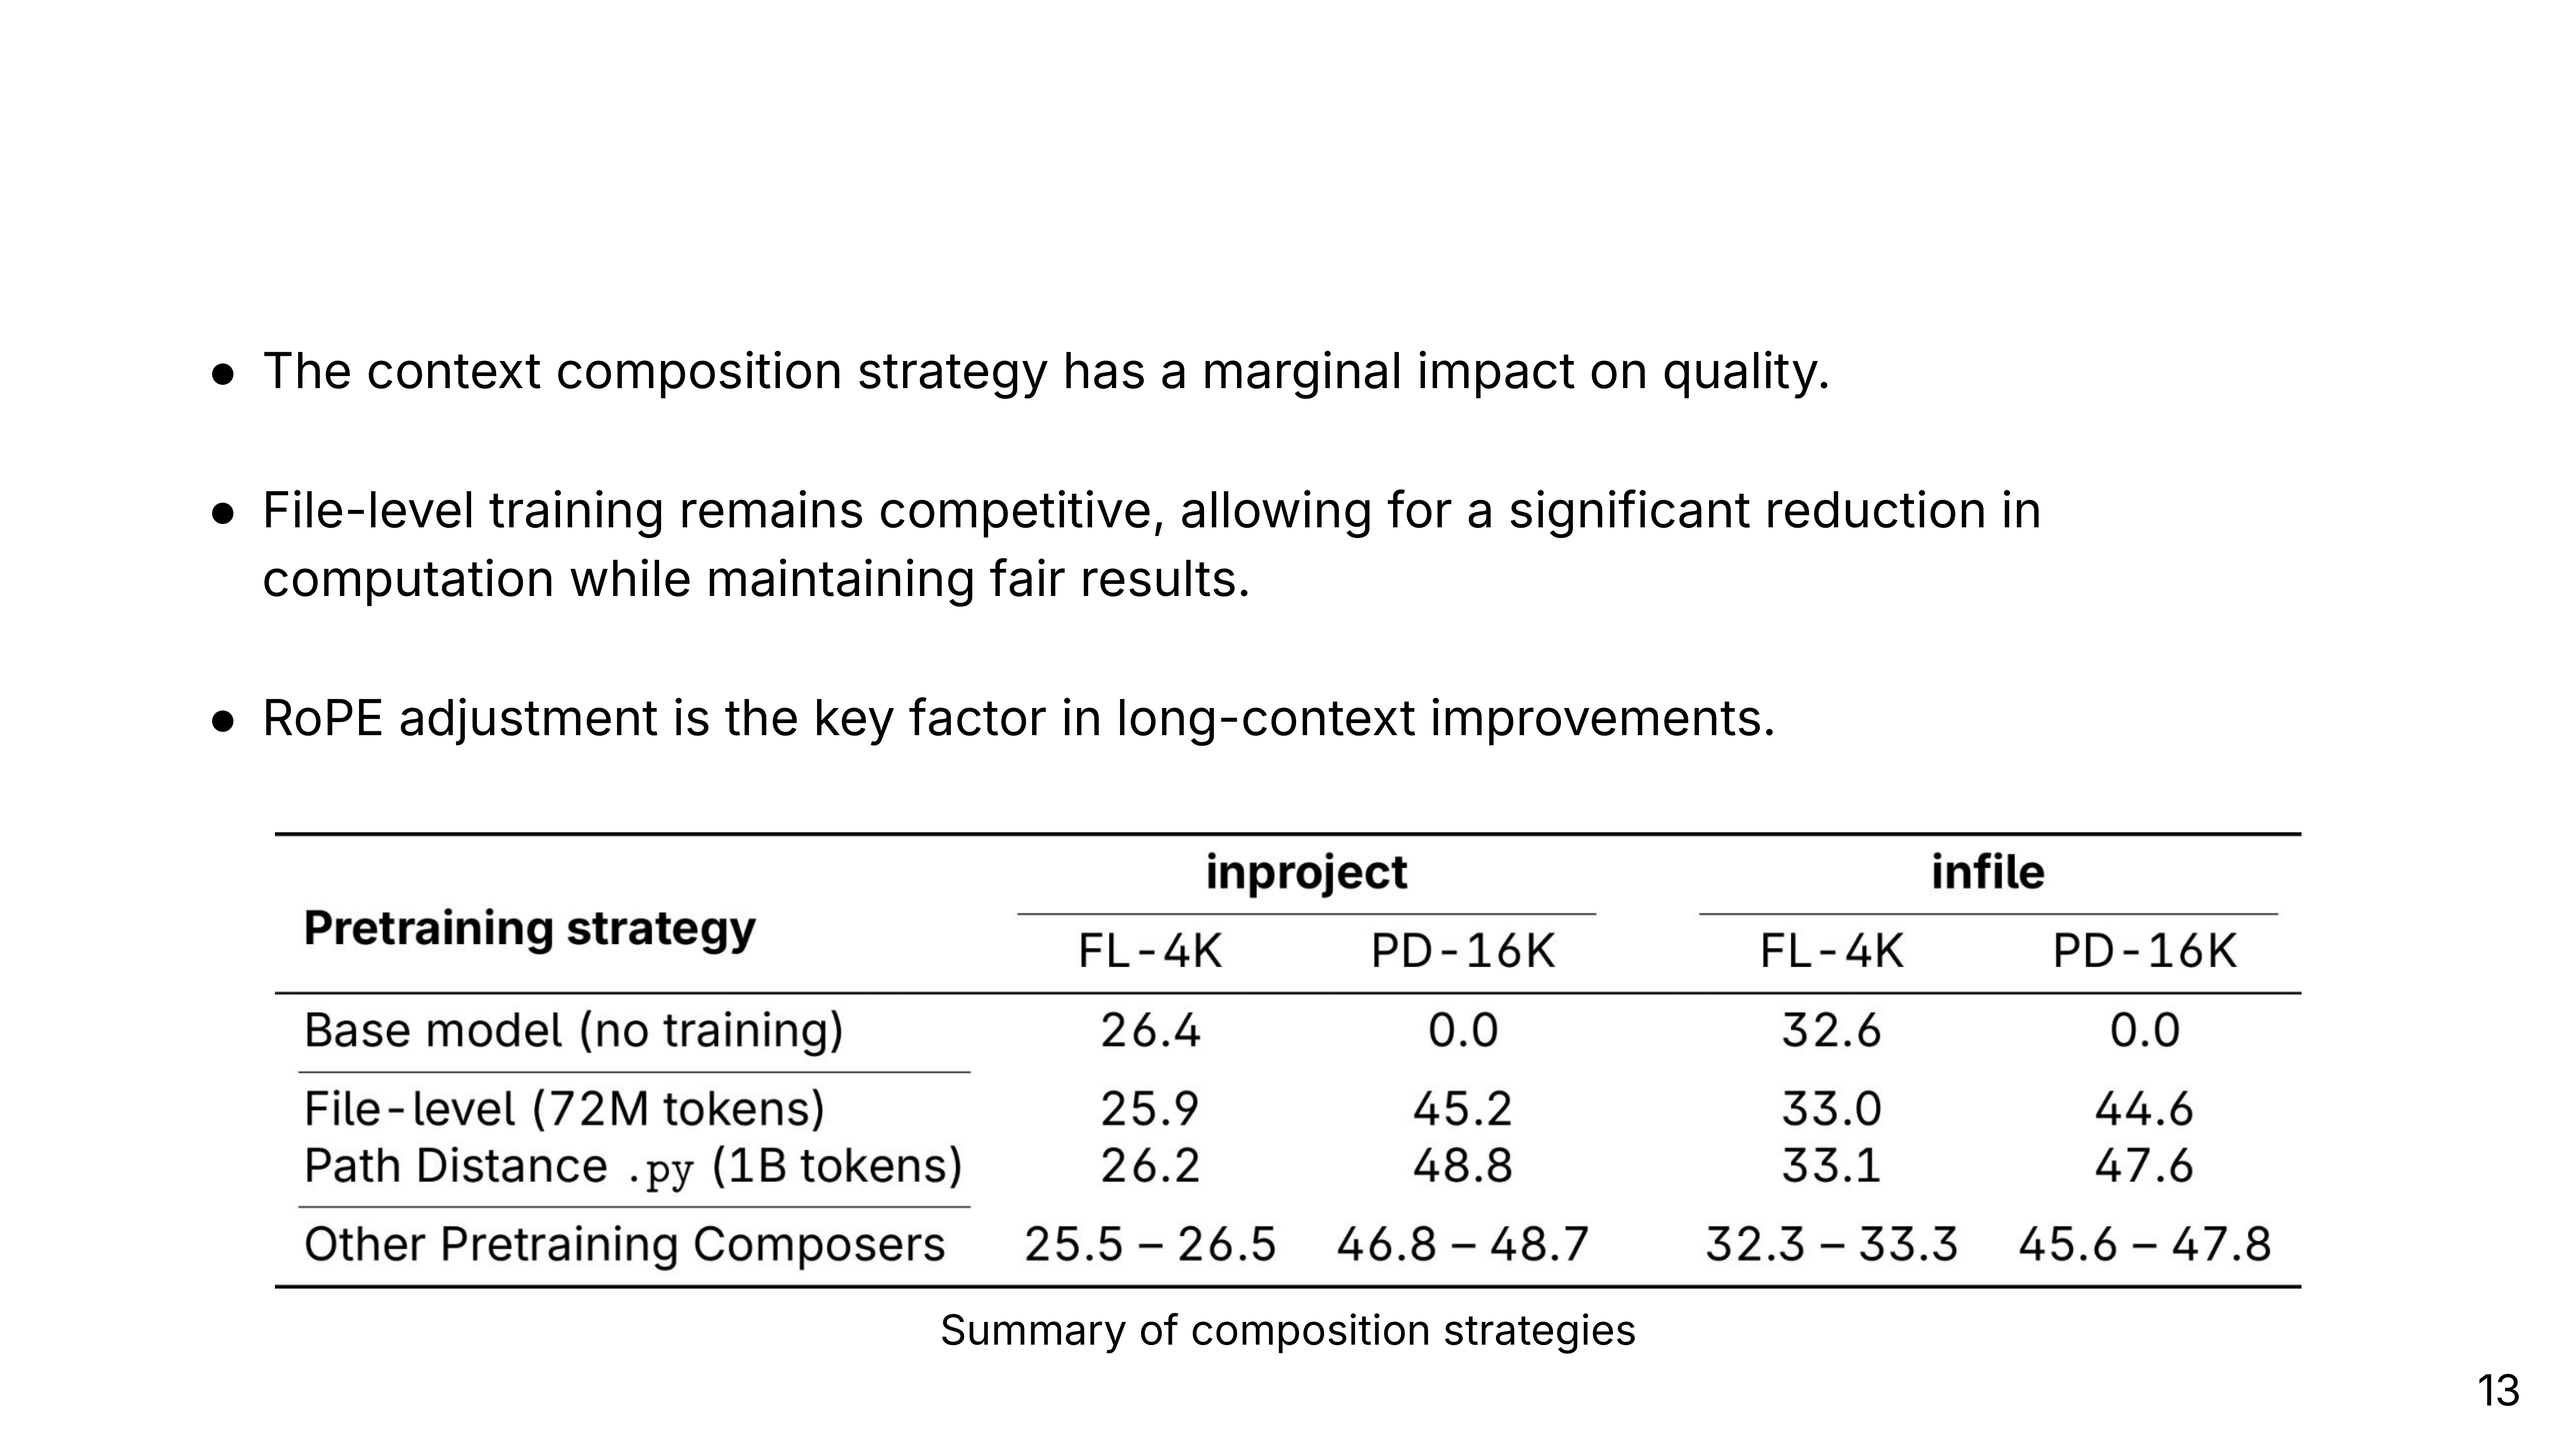 ● The context composition strategy has a marginal impact on quality.
● File-level training remains competitive, allowing for a significant reduction in
computation while maintaining fair results.
● RoPE adjustment is the key factor in long-context improvements.
inproject infile
Pretraining strategy
FL-4K PD-16K FL-4K PD-16K
Base model (no training) 26.4 0.0 32.6 0.0
File-level (72M tokens) 25.9 45.2 33.0 44.6
Path Distance .py (1B tokens) 26.2 48.8 33.1 47.6
Other Pretraining Composers 25.5 – 26.5 46.8 – 48.7 32.3 – 33.3 45.6 – 47.8
Summary of composition strategies
13